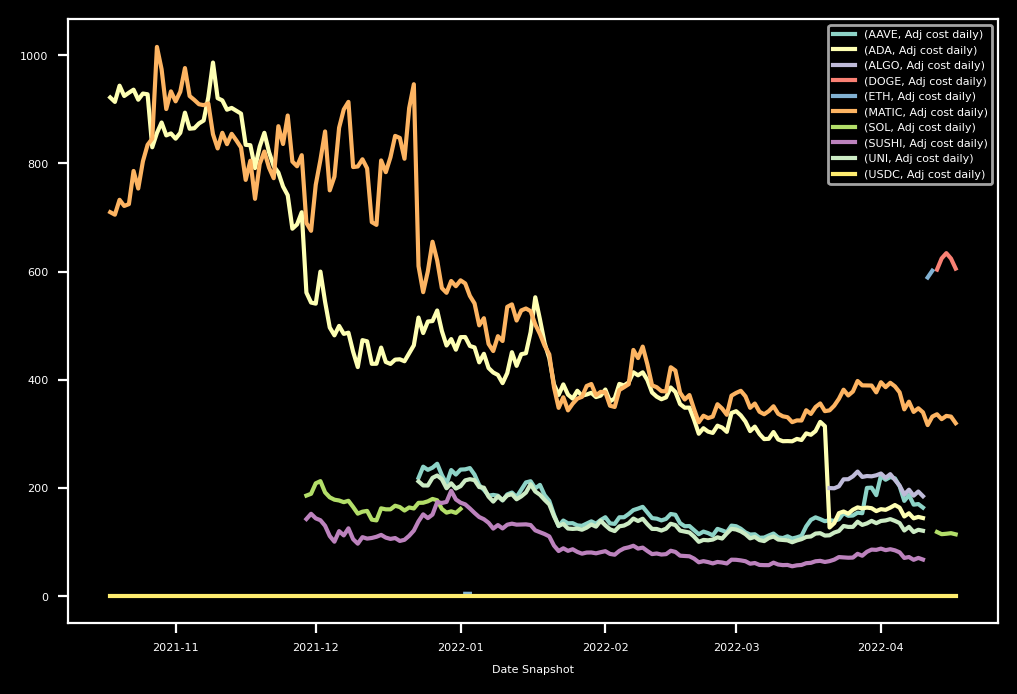 1000
800
600
400
200
0
2021-11
2021-12
2022-01
2022-02
2022-03
2022-04
Date Snapshot
(AAVE, Adj cost daily)
(ADA, Adj cost daily)
(ALGO, Adj cost daily)
(DOGE, Adj cost daily)
(ETH, Adj cost daily)
(MATIC, Adj cost daily)
(SOL, Adj cost daily)
(SUSHI, Adj cost daily)
(UNI, Adj cost daily)
(USDC, Adj cost daily)